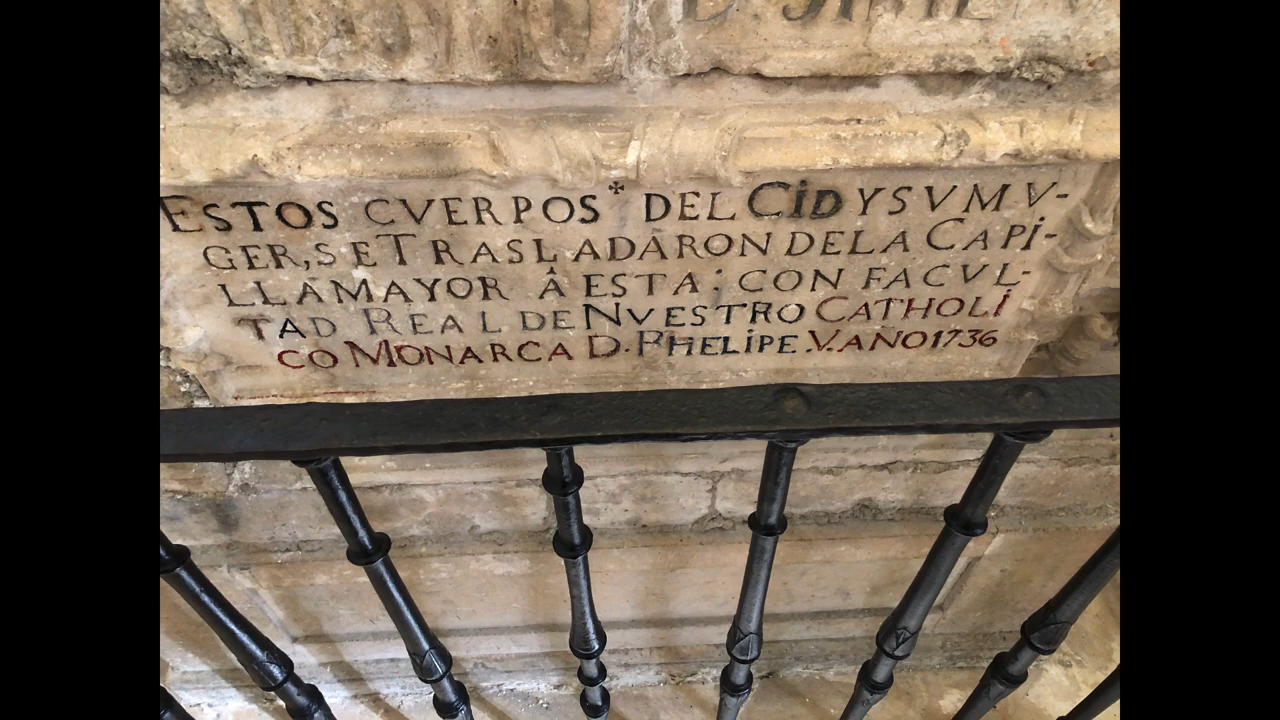 ESTOS CVERPOS DEL CiD Y SV MV-
GER, SE TRASLADARON DE LA CAPi-
LLA MAYOR Â ESTA: CON FACVL-
TAD REAL DE NVESTRO CATHOLi
CO MONARCA D. PHELiPE. V. AÑO 1736